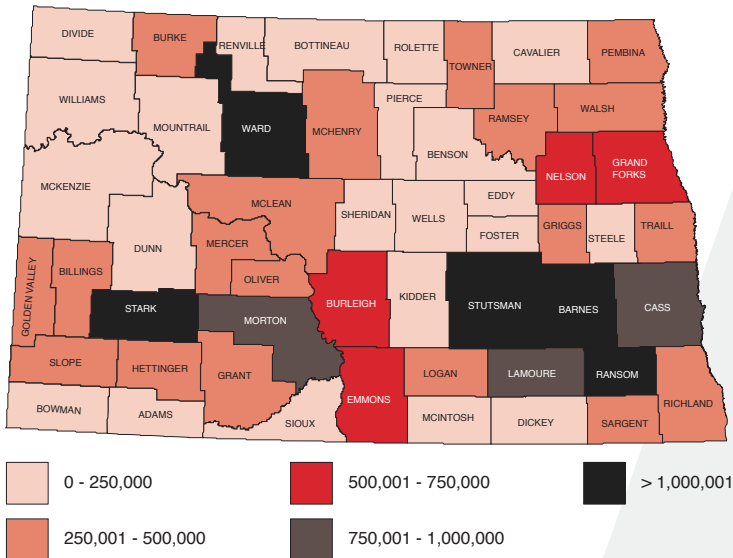 DIVIDE
BURKE
RENVILLE
BOTTINEAU
ROLETTE
TOWNER
CAVALIER
PEMBINA
WILLIAMS
MOUNTRAIL
WARD
MCHENRY
PIERCE
BENSON
RAMSEY
WALSH
MCKENZIE
NELSON
GRAND
FORKS
DUNN
MCLEAN
SHERIDAN
WELLS
EDDY
FOSTER
GRIGGS
STEELE
TRAILL
GOLDEN VALLEY
BILLINGS
MERCER
OLIVER
STARK
MORTON
BURLEIGH
KIDDER
STUTSMAN
BARNES
CASS
SLOPE
HETTINGER
GRANT
EMMONS
LOGAN
LAMOURE
RANSOM
RICHLAND
BOWMAN
ADAMS
SIOUX
MCINTOSH
DICKEY
SARGENT
0 - 250,000
500,001 - 750,000
> 1,000,001
250,001 - 500,000
750,001 - 1,000,000